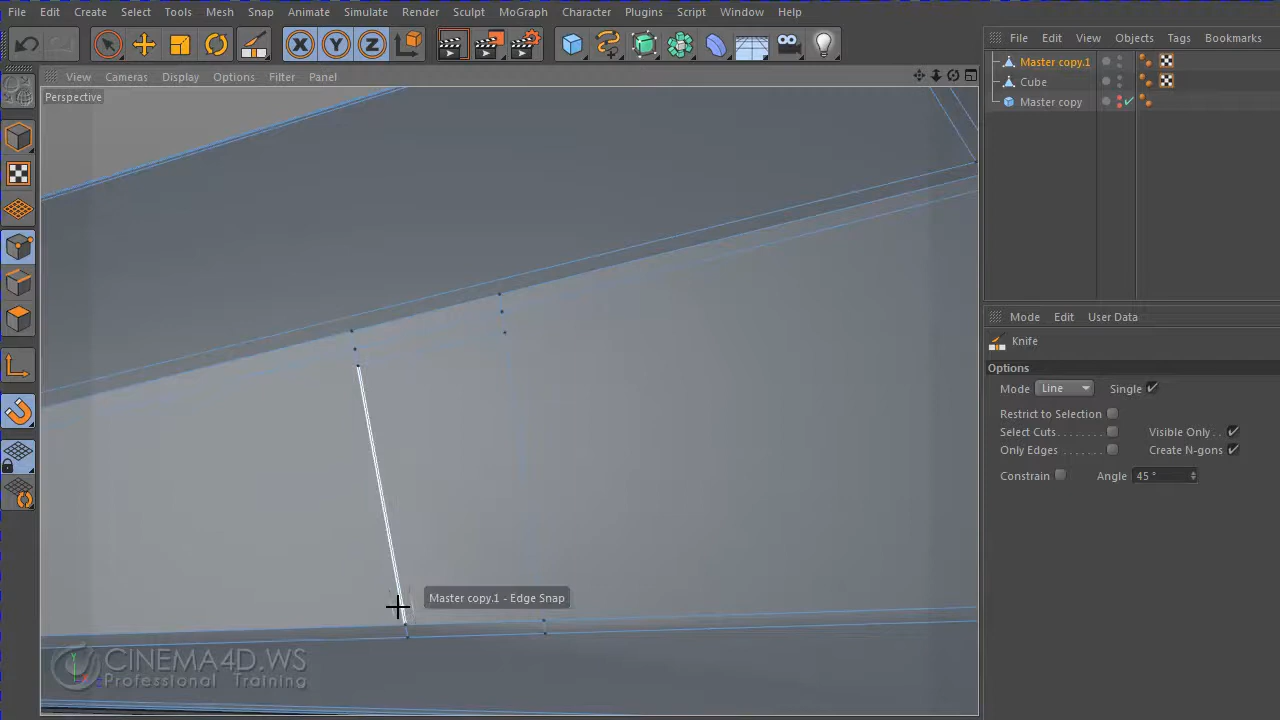 File Edit Create Select Tools Mesh Snap Animate Simulate Render Sculpt MoGraph Character Plugins Script Window Help
File Edit View Objects Tags Bookmarks
View Cameras Display Options Filter Panel
Perspective
Master copy.1
Cube
Master copy
Mode Edit User Data
Knife
Options
Mode Line Single
Restrict to Selection
Select Cuts Visible Only
Only Edges Create N-gons
Constrain Angle 45 °
Master copy.1 - Edge Snap
CINEMA4D.WS
Professional Training